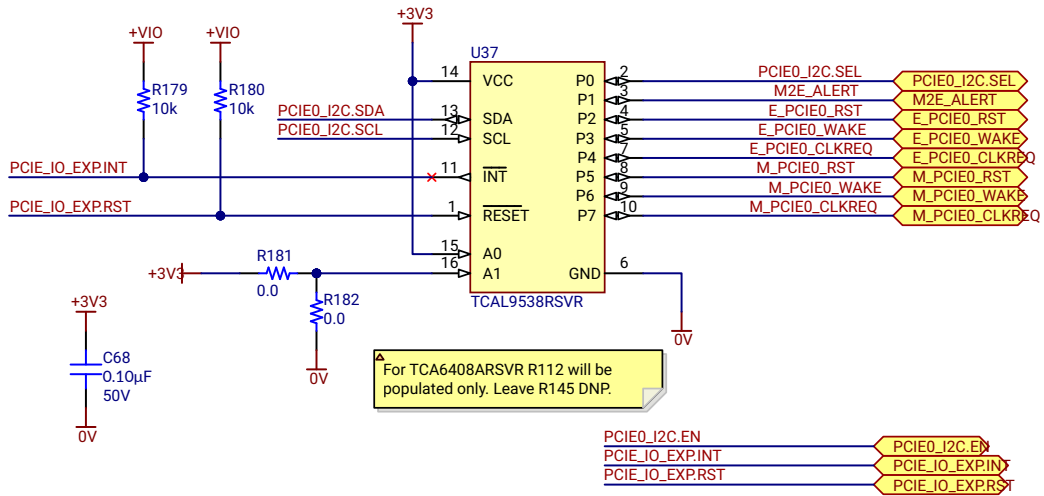 +3V3
+VIO
+VIO
U37
R179
10k
R180
10k
14
VCC
P0
2
PCIE0_I2C.SEL
PCIE0_I2C.SEL
P1
3
M2E_ALERT
M2E_ALERT
PCIE0_I2C.SDA
13
SDA
P2
4
E_PCIE0_RST
E_PCIE0_RST
PCIE0_I2C.SCL
12
SCL
P3
5
E_PCIE0_WAKE
E_PCIE0_WAKE
P4
7
E_PCIE0_CLKREQ
E_PCIE0_CLKREQ
PCIE_IO_EXP.INT
11
INT
P5
8
M_PCIE0_RST
M_PCIE0_RST
P6
9
M_PCIE0_WAKE
M_PCIE0_WAKE
PCIE_IO_EXP.RST
1
RESET
P7
10
M_PCIE0_CLKREQ
M_PCIE0_CLKREQ
15
A0
+3V3
R181
0.0
16
A1
GND
6
R182
0.0
TCAL9538RSVR
0V
0V
+3V3
C68
0.10µF
50V
0V
For TCA6408ARSVR R112 will be
populated only. Leave R145 DNP.
PCIE0_I2C.EN
PCIE0_I2C.EN
PCIE_IO_EXP.INT
PCIE_IO_EXP.INT
PCIE_IO_EXP.RST
PCIE_IO_EXP.RST